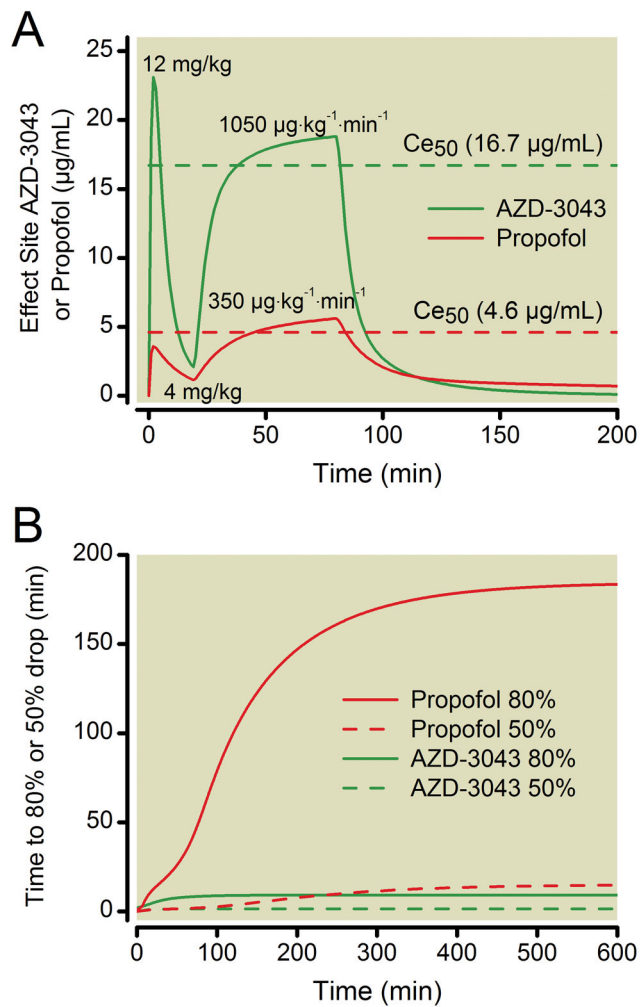 A
Effect Site AZD-3043
or Propofol (µg/mL)
25
20
15
10
5
0
12 mg/kg
1050 µg·kg⁻¹·min⁻¹
Ce50 (16.7 µg/mL)
AZD-3043
Propofol
350 µg·kg⁻¹·min⁻¹
Ce50 (4.6 µg/mL)
4 mg/kg
0 50 100 150 200
Time (min)
B
Time to 80% or 50% drop (min)
200
150
100
50
0
Propofol 80%
Propofol 50%
AZD-3043 80%
AZD-3043 50%
0 100 200 300 400 500 600
Time (min)